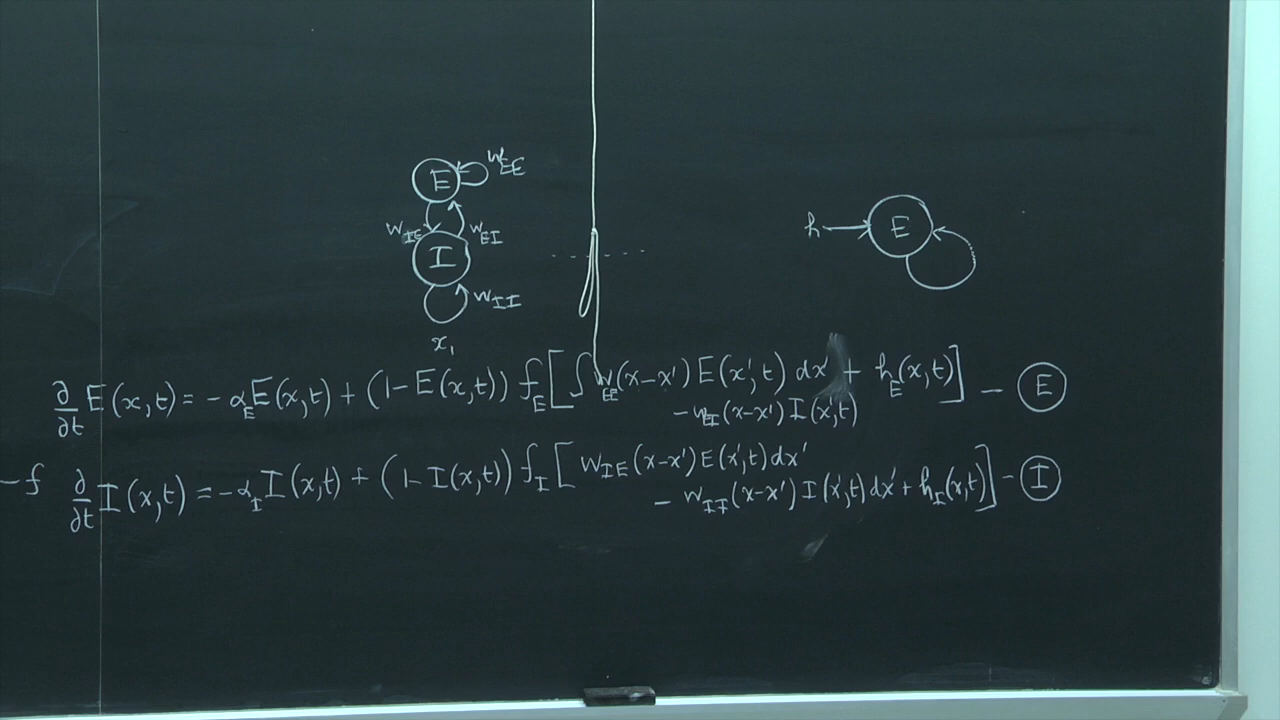 E w_EE
w_IE w_EI
I
w_II
x₁
h → E
∂/∂t E(x,t) = -α_E E(x,t) + (1-E(x,t)) f_E [ ∫ w_EE(x-x′) E(x′,t) dx′ + h_E(x,t) ] — E
- w_EI(x-x′) I(x′,t)
-f ∂/∂t I(x,t) = -α_I I(x,t) + (1-I(x,t)) f_I [ w_IE(x-x′) E(x′,t) dx′
- w_II(x-x′) I(x′,t) dx′ + h_I(x,t) ] - I